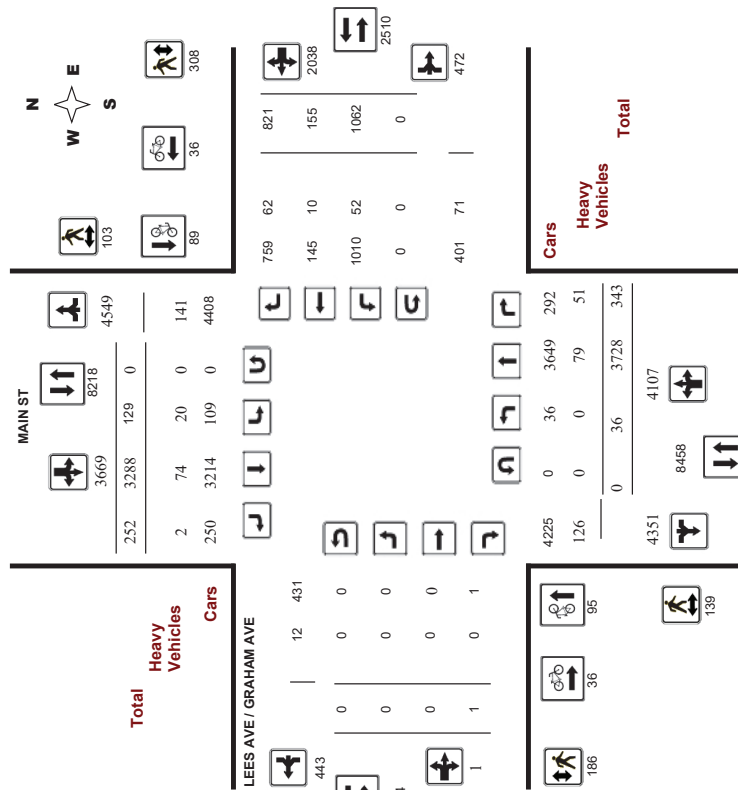 N
W E
S
103
308
36
89
MAIN ST
8218
4549
3669
252 3288 129 0
2 74 20 0 141
250 3214 109 0 4408
Total
Heavy
Vehicles
Cars
821
62
759
2038
155
10
145
2510
1062
52
1010
0
0
0
472
71
401
LEES AVE / GRAHAM AVE
443
12 431
0 0 0
0 0 0
0 0 0
1 1 0 1
Cars
Heavy
Vehicles
Total
4225 0 36 3649 292
126 0 0 79 51
0 36 3728 343
4351
4107
8458
95
36
186
139